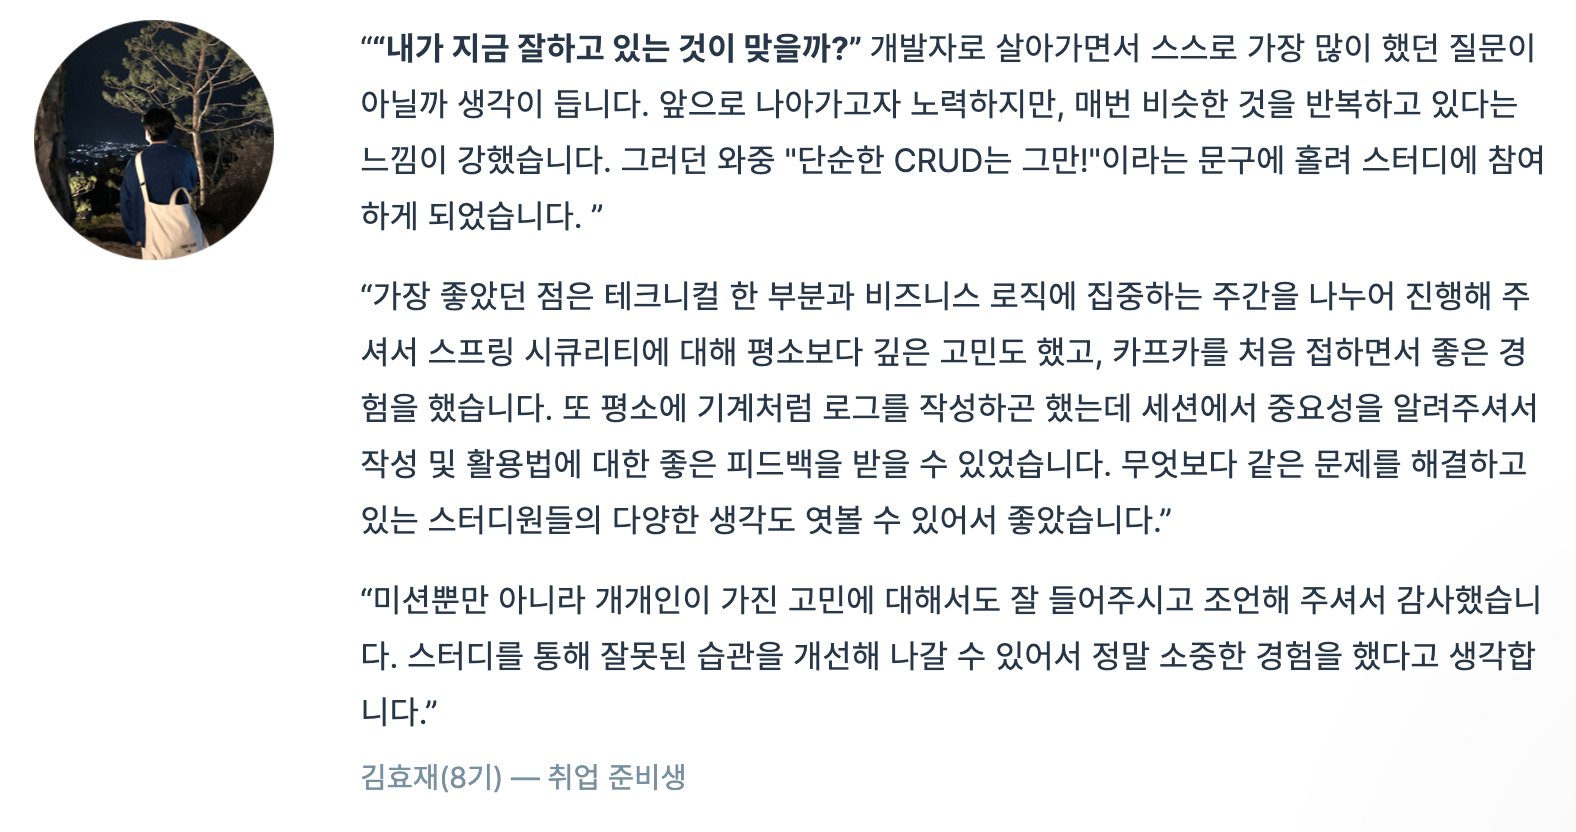 ““내가 지금 잘하고 있는 것이 맞을까?” 개발자로 살아가면서 스스로 가장 많이 했던 질문이
아닐까 생각이 듭니다. 앞으로 나아가고자 노력하지만, 매번 비슷한 것을 반복하고 있다는
느낌이 강했습니다. 그러던 와중 "단순한 CRUD는 그만!"이라는 문구에 홀려 스터디에 참여
하게 되었습니다. ”
“가장 좋았던 점은 테크니컬 한 부분과 비즈니스 로직에 집중하는 주간을 나누어 진행해 주
셔서 스프링 시큐리티에 대해 평소보다 깊은 고민도 했고, 카프카를 처음 접하면서 좋은 경
험을 했습니다. 또 평소에 기계처럼 로그를 작성하곤 했는데 세션에서 중요성을 알려주셔서
작성 및 활용법에 대한 좋은 피드백을 받을 수 있었습니다. 무엇보다 같은 문제를 해결하고
있는 스터디원들의 다양한 생각도 엿볼 수 있어서 좋았습니다.”
“미션뿐만 아니라 개개인이 가진 고민에 대해서도 잘 들어주시고 조언해 주셔서 감사했습니
다. 스터디를 통해 잘못된 습관을 개선해 나갈 수 있어서 정말 소중한 경험을 했다고 생각합
니다.”
김효재(8기) — 취업 준비생